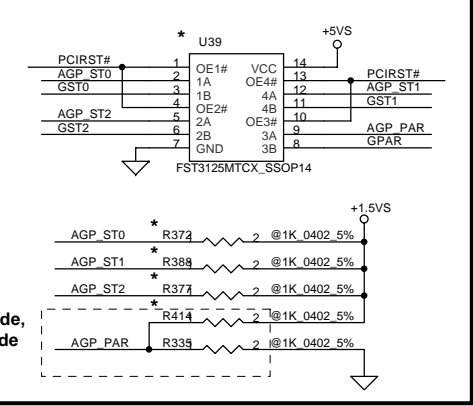 * U39 +5VS
PCIRST# 1 OE1# VCC 14
AGP_ST0 2 1A OE4# 13 PCIRST#
GST0 3 1B 4A 12 AGP_ST1
4 OE2# 4B 11 GST1
AGP_ST2 5 2A OE3# 10
GST2 6 2B 3A 9 AGP_PAR
7 GND 3B 8 GPAR
FST3125MTCX_SSOP14
+1.5VS
*
AGP_ST0 R372 2 @1K_0402_5%
*
AGP_ST1 R388 2 @1K_0402_5%
*
AGP_ST2 R377 2 @1K_0402_5%
*
de, R414 2 @1K_0402_5%
de AGP_PAR R335 2 @1K_0402_5%